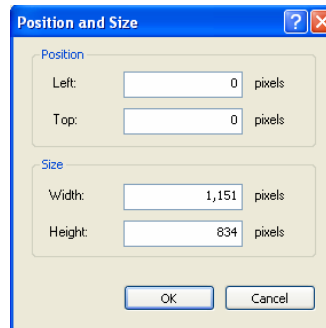 Position and Size
Position
Left: 0 pixels
Top: 0 pixels
Size
Width: 1,151 pixels
Height: 834 pixels
OK Cancel